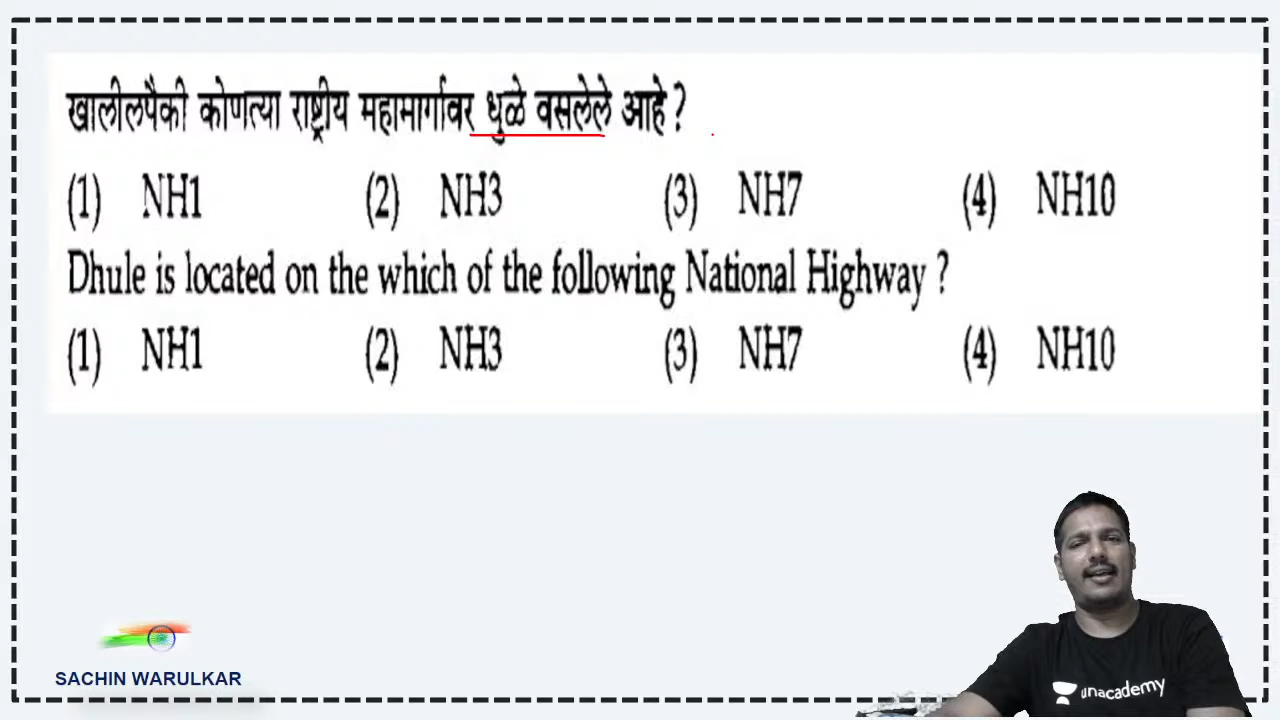 खालीलपैकी कोणत्या राष्ट्रीय महामार्गावर धुळे वसलेले आहे ?
(1) NH1 (2) NH3 (3) NH7 (4) NH10
Dhule is located on the which of the following National Highway ?
(1) NH1 (2) NH3 (3) NH7 (4) NH10
SACHIN WARULKAR
unacademy